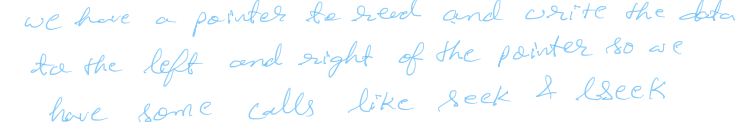 we have a pointer to read and write the data
to the left and right of the pointer so we
have some calls like seek & lseek